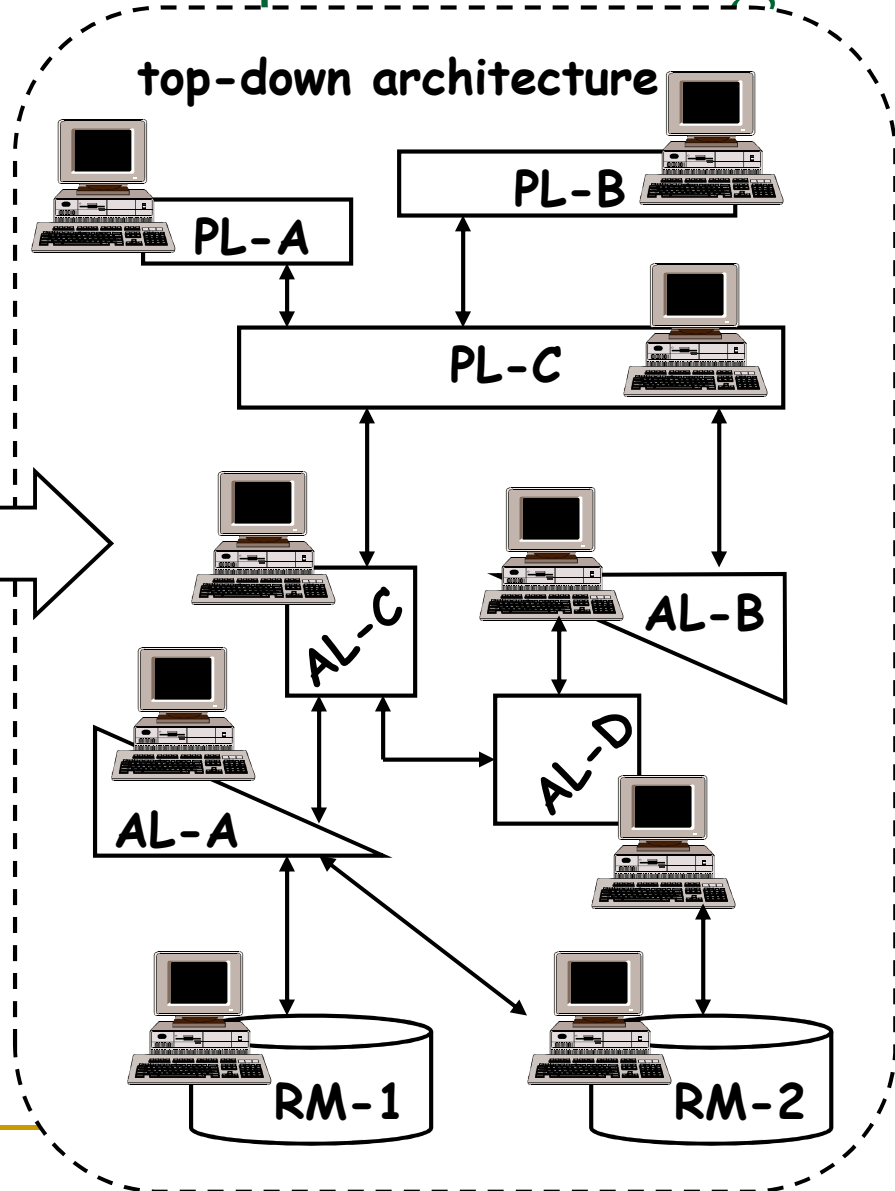 top-down architecture
PL-B
PL-A
PL-C
AL-C
AL-B
AL-D
AL-A
RM-1
RM-2